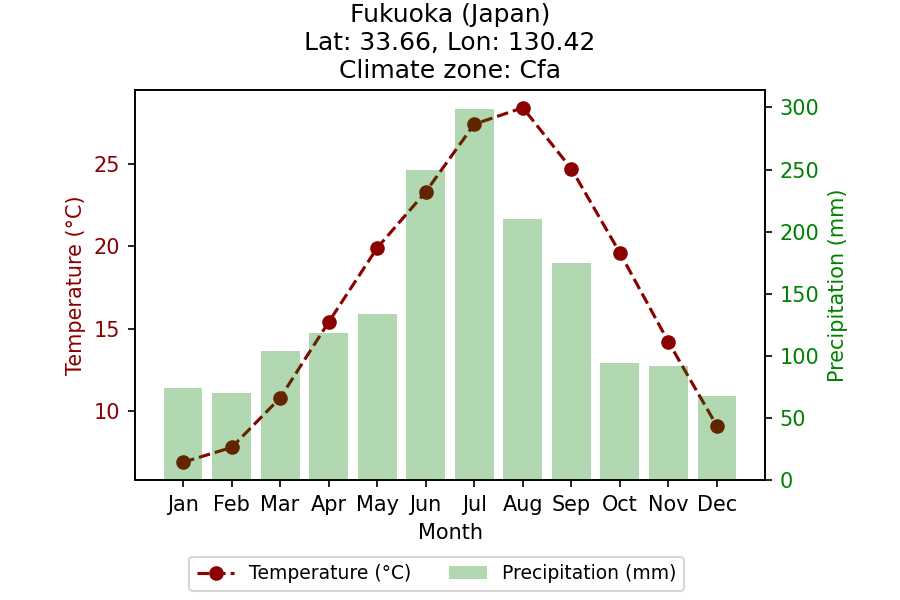 Fukuoka (Japan)
Lat: 33.66, Lon: 130.42
Climate zone: Cfa
Temperature (°C)
25
20
15
10
300
250
200
150
100
50
0
Precipitation (mm)
Jan Feb Mar Apr May Jun Jul Aug Sep Oct Nov Dec
Month
Temperature (°C) Precipitation (mm)